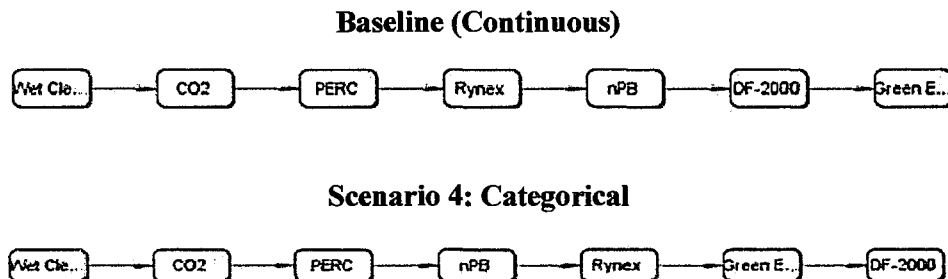 Baseline (Continuous)
Wet Cle... CO2 PERC Rynex nPB DF-2000 Green E...
Scenario 4: Categorical
Wet Cle... CO2 PERC nPB Rynex Green E... DF-2000